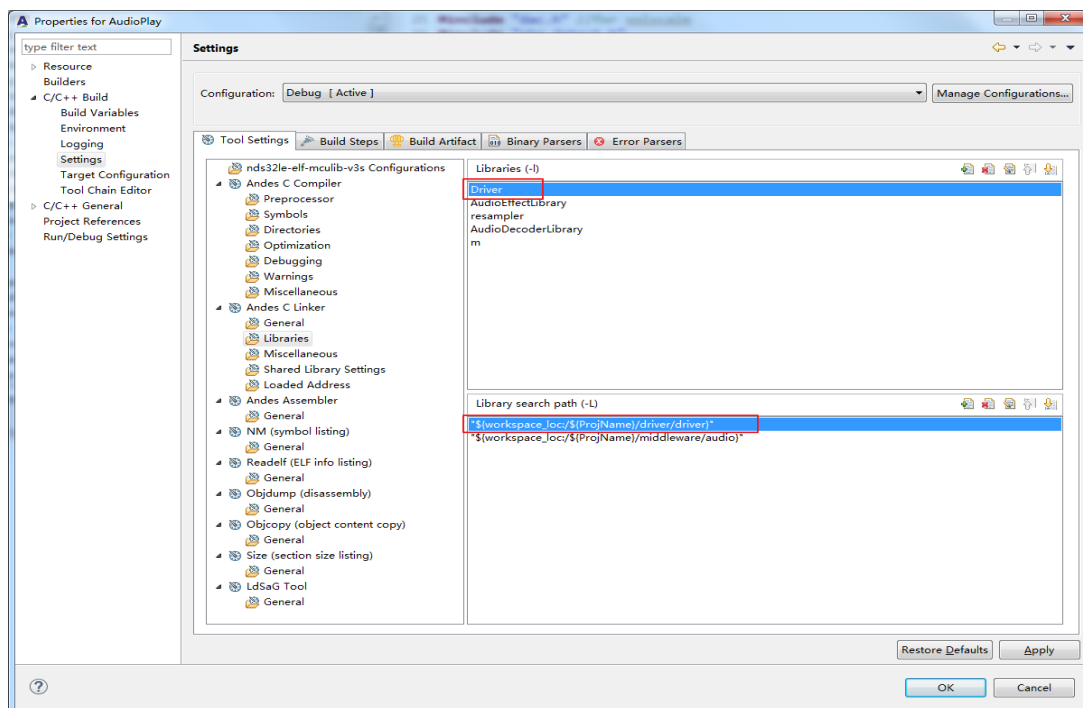 Properties for AudioPlay
type filter text
Resource
Builders
C/C++ Build
Build Variables
Environment
Logging
Settings
Target Configuration
Tool Chain Editor
C/C++ General
Project References
Run/Debug Settings
Settings
Configuration: Debug [ Active ]
Manage Configurations...
Tool Settings
Build Steps
Build Artifact
Binary Parsers
Error Parsers
nds32le-elf-mculib-v3s Configurations
Andes C Compiler
Preprocessor
Symbols
Directories
Optimization
Debugging
Warnings
Miscellaneous
Andes C Linker
General
Libraries
Miscellaneous
Shared Library Settings
Loaded Address
Andes Assembler
General
NM (symbol listing)
General
Readelf (ELF info listing)
General
Objdump (disassembly)
General
Objcopy (object content copy)
General
Size (section size listing)
General
LdSaG Tool
General
Libraries (-l)
Driver
AudioEffectLibrary
resampler
AudioDecoderLibrary
m
Library search path (-L)
"${workspace_loc:/${ProjName}/driver/driver}"
"${workspace_loc:/${ProjName}/middleware/audio}"
Restore Defaults
Apply
OK
Cancel